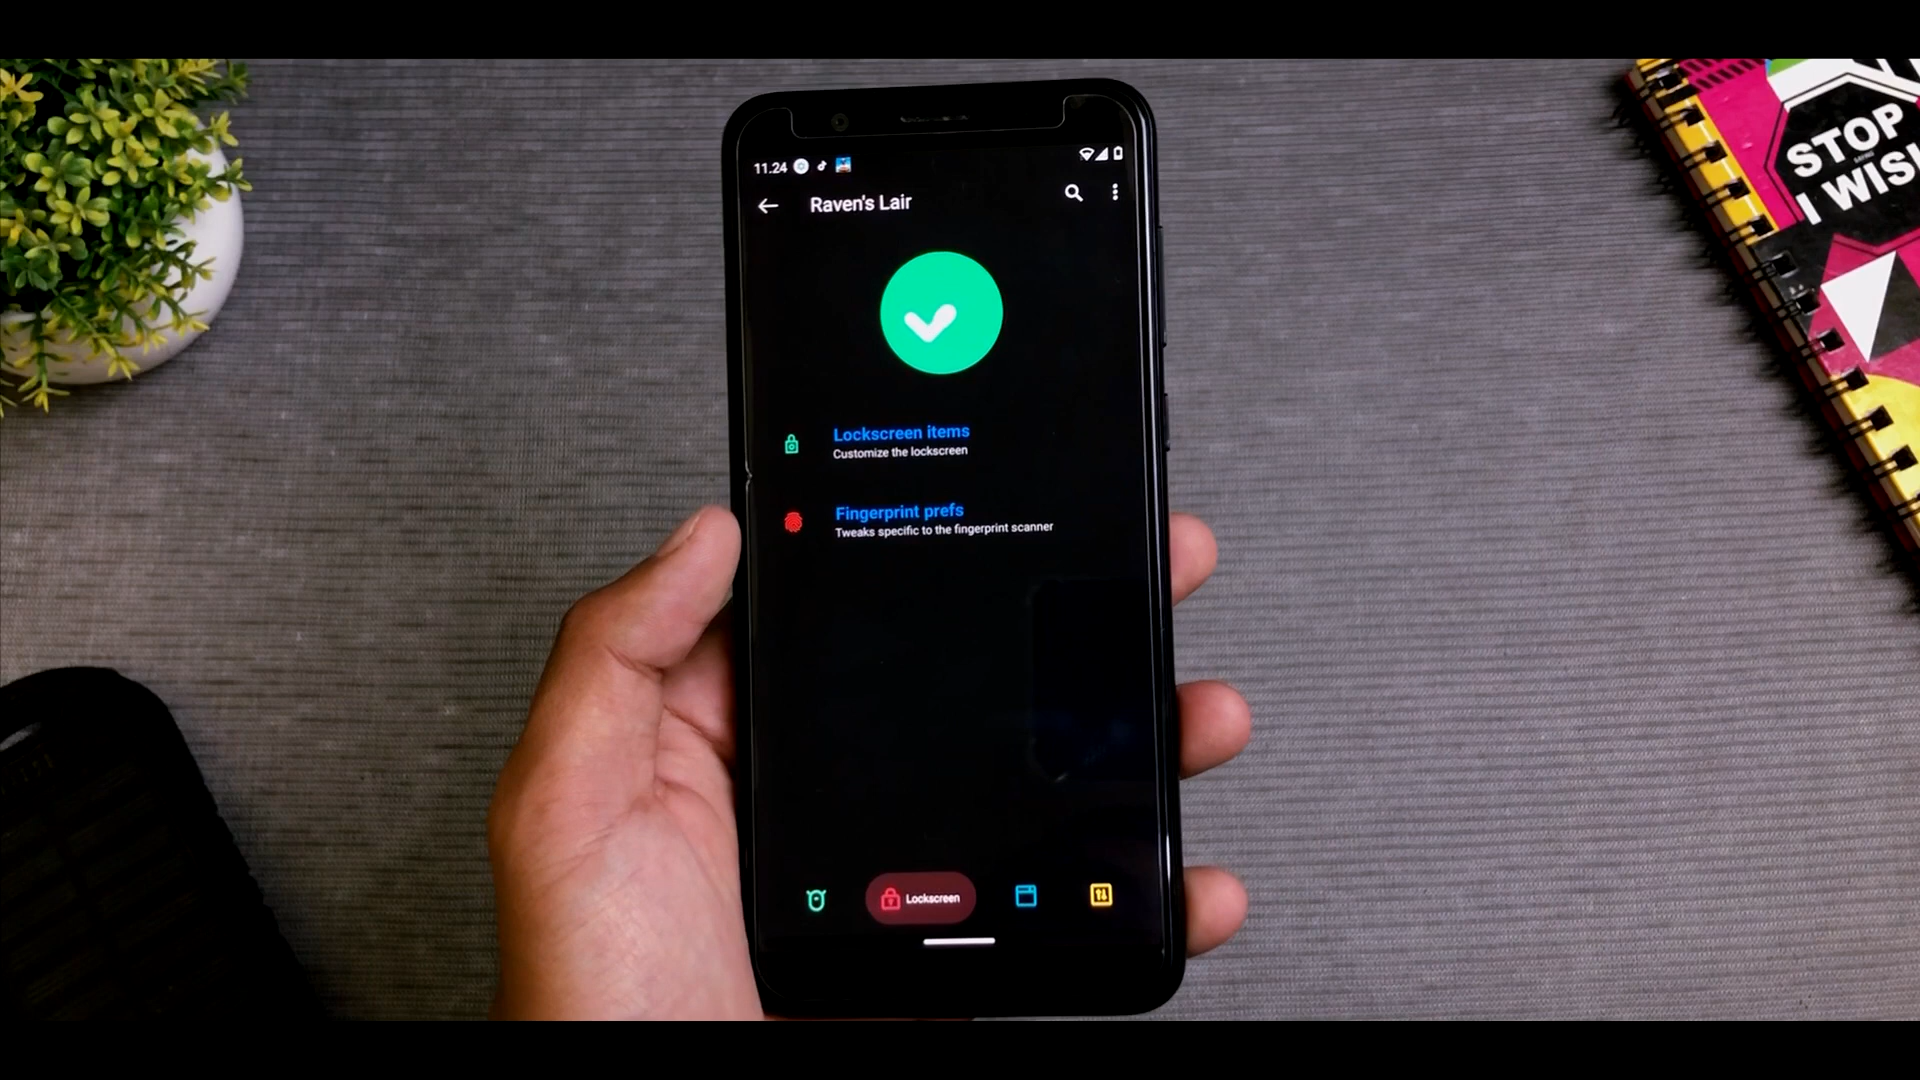 11.24
Raven's Lair
Lockscreen items
Customize the lockscreen
Fingerprint prefs
Tweaks specific to the fingerprint scanner
Lockscreen
STOP
I WISH